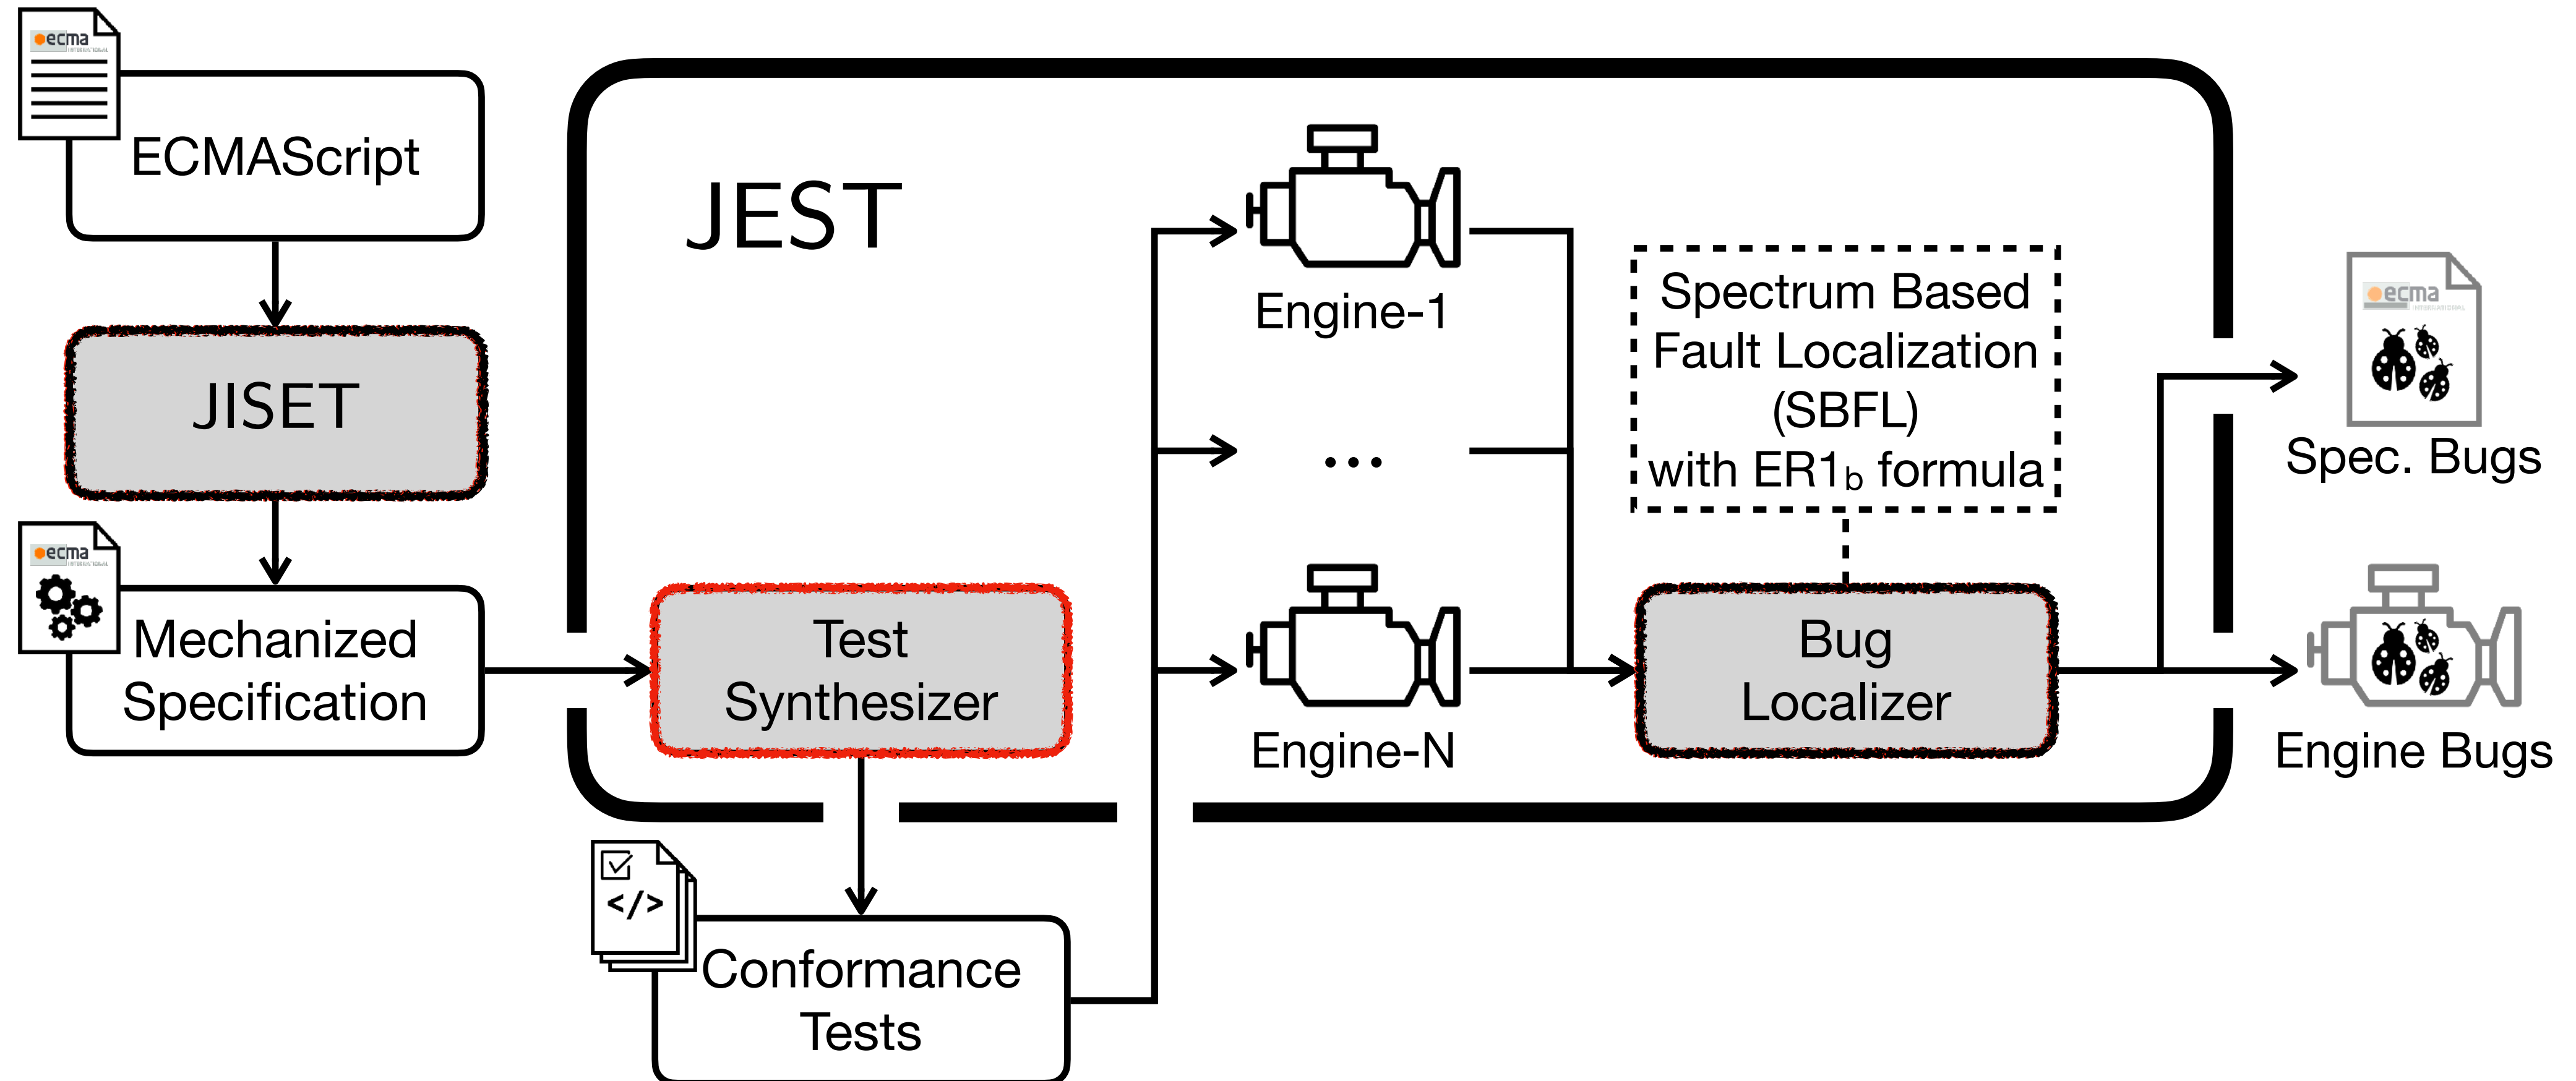 ecma
ECMAScript
JISET
ecma
Mechanized
Specification
JEST
Test
Synthesizer
</>
Conformance
Tests
Engine-1
...
Engine-N
Spectrum Based
Fault Localization
(SBFL)
with ER1b formula
Bug
Localizer
ecma
Spec. Bugs
Engine Bugs